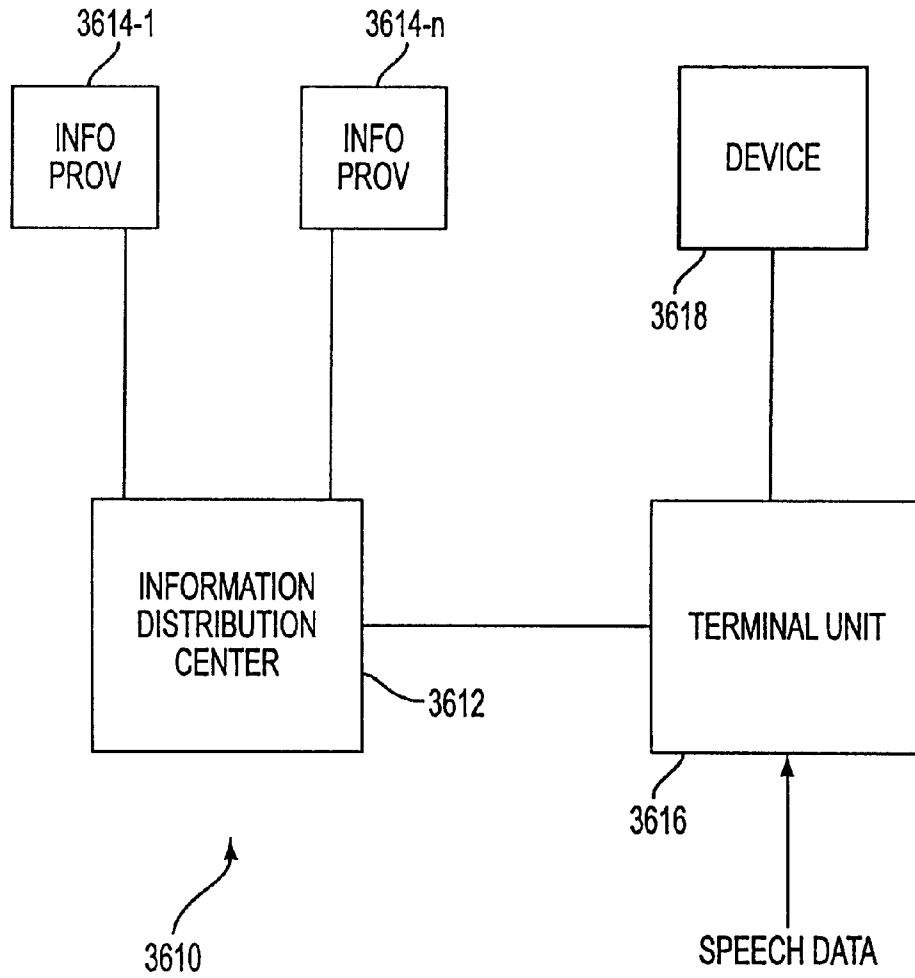 3614-1
3614-n
INFO
PROV
INFO
PROV
DEVICE
3618
INFORMATION
DISTRIBUTION
CENTER
TERMINAL UNIT
3612
3616
3610
SPEECH DATA